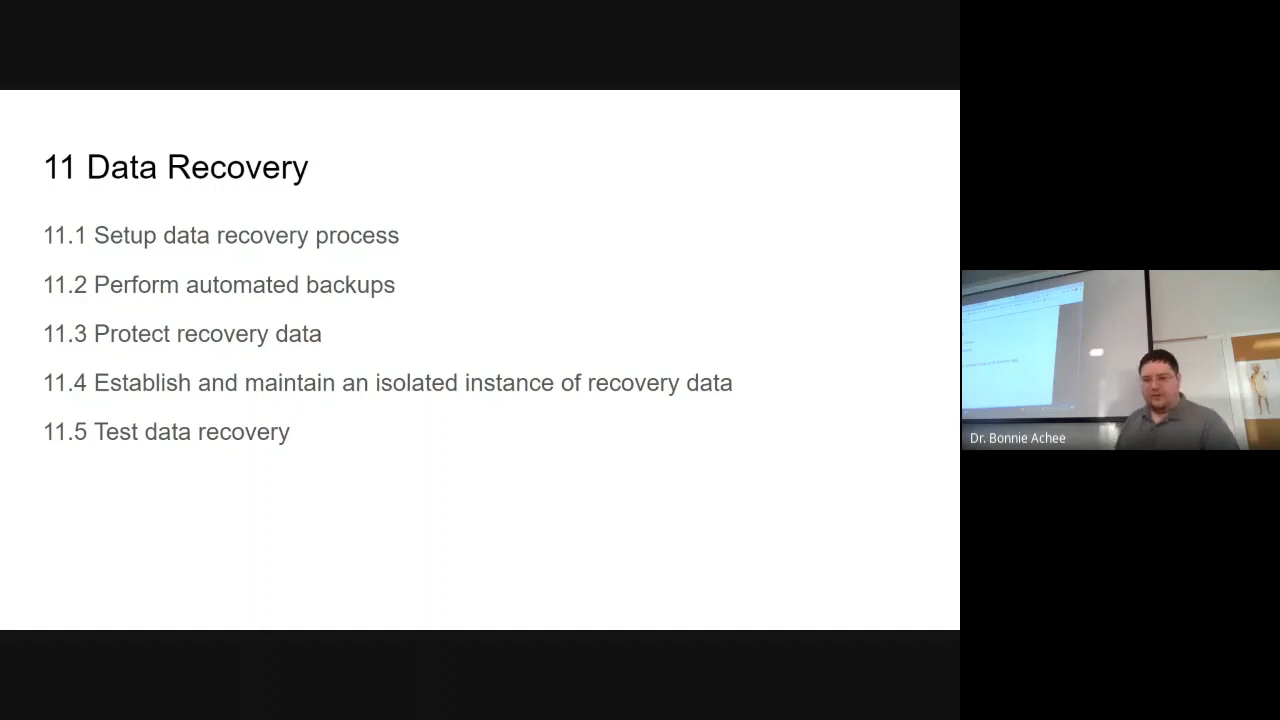 11 Data Recovery
11.1 Setup data recovery process
11.2 Perform automated backups
11.3 Protect recovery data
11.4 Establish and maintain an isolated instance of recovery data
11.5 Test data recovery
Dr. Bonnie Achee